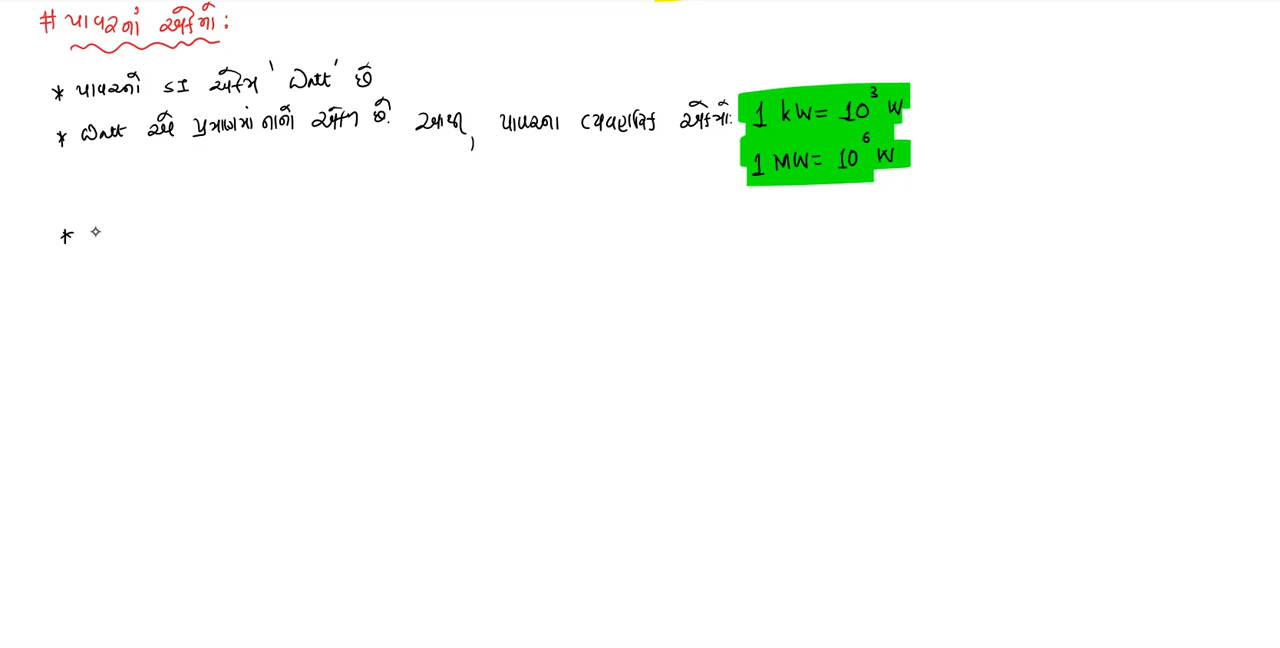 # પાવરનાં એકમો :
* પાવરનો SI એકમ 'Watt' છે
* Watt એ પ્રમાણમાં નાનો એકમ છે. આથી, પાવરના વ્યવહારિક એકમો: 1 kW = 10³ W
1 MW = 10⁶ W
*